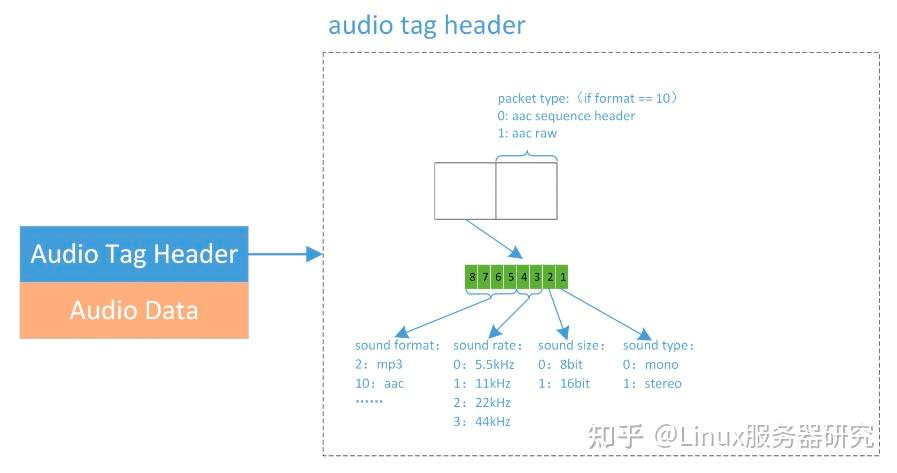 audio tag header
packet type:（if format == 10）
0: aac sequence header
1: aac raw
Audio Tag Header
Audio Data
8 7 6 5 4 3 2 1
sound format：
2：mp3
10：aac
……
sound rate：
0：5.5kHz
1：11kHz
2：22kHz
3：44kHz
sound size：
0：8bit
1：16bit
sound type：
0：mono
1：stereo
知乎 @Linux服务器研究